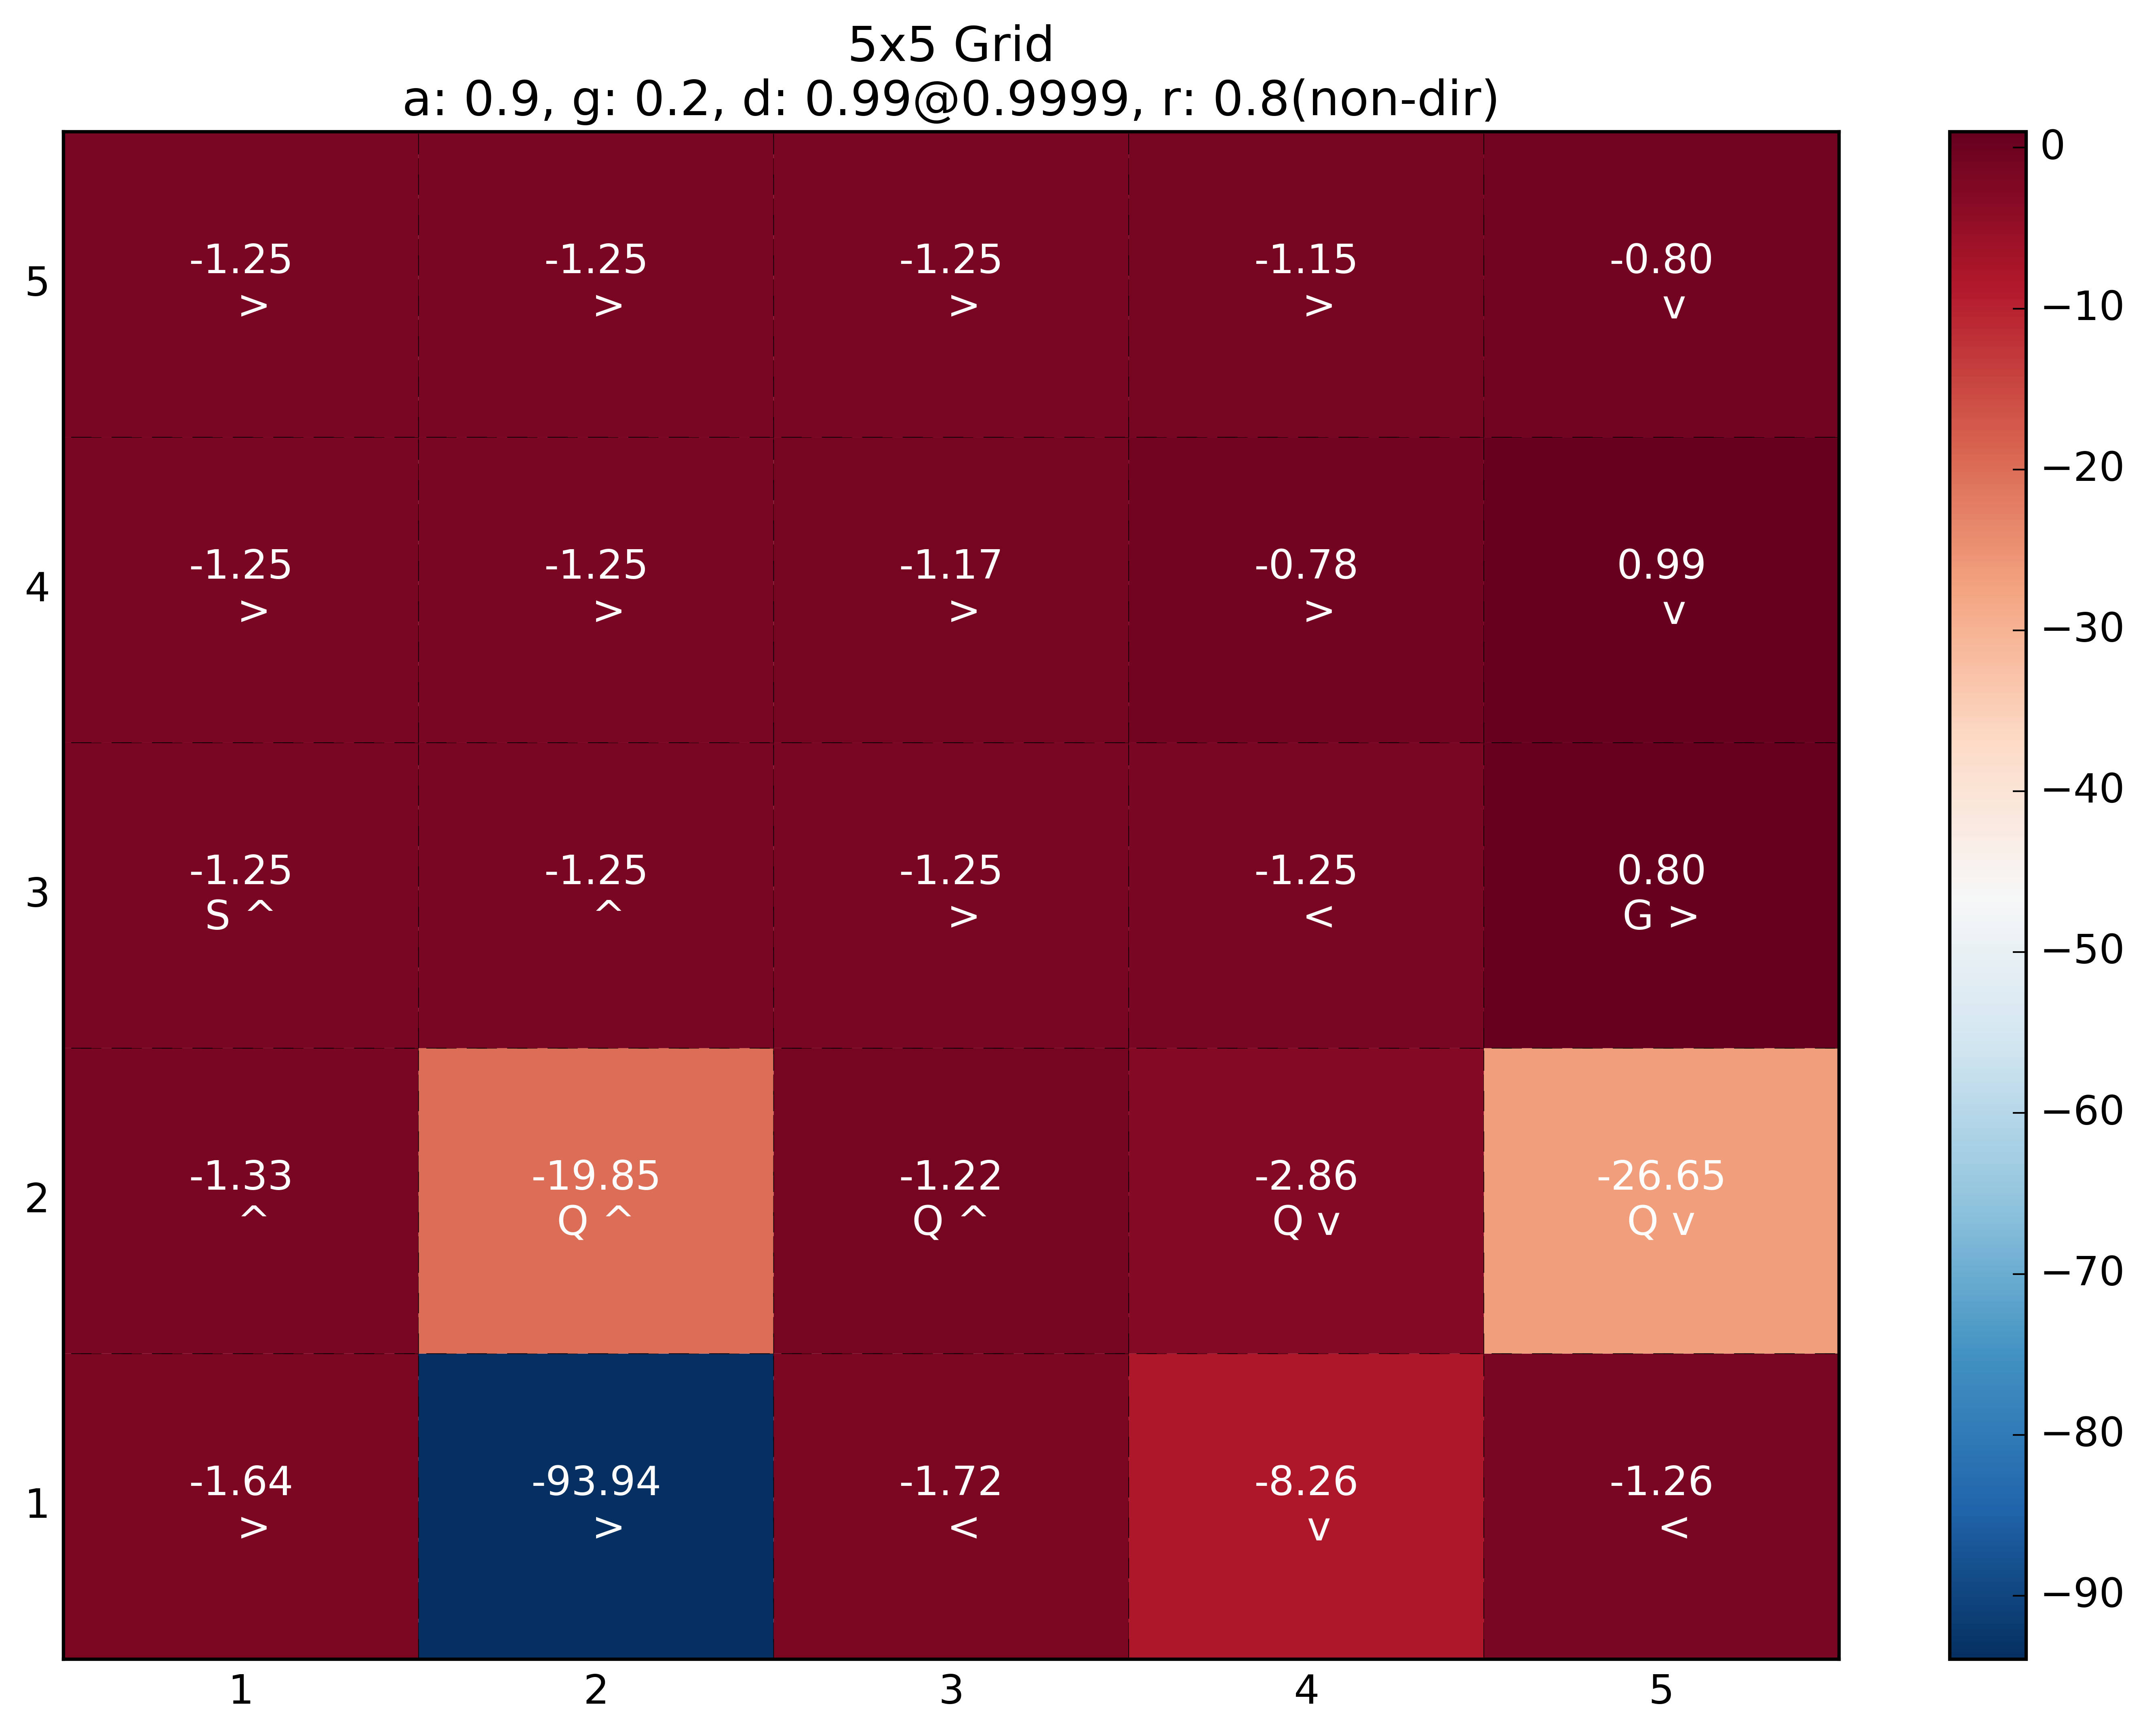 5x5 Grid
a: 0.9, g: 0.2, d: 0.99@0.9999, r: 0.8(non-dir)
0
5
-1.25 -1.25 -1.25 -1.15 -0.80
> > > > v
−10
−20
4
-1.25 -1.25 -1.17 -0.78 0.99
> > > > v
−30
−40
3
-1.25 -1.25 -1.25 -1.25 0.80
S ^ ^ > < G >
−50
−60
2
-1.33 -19.85 -1.22 -2.86 -26.65
^ Q ^ Q ^ Q v Q v
−70
−80
1
-1.64 -93.94 -1.72 -8.26 -1.26
> > < v <
−90
1 2 3 4 5